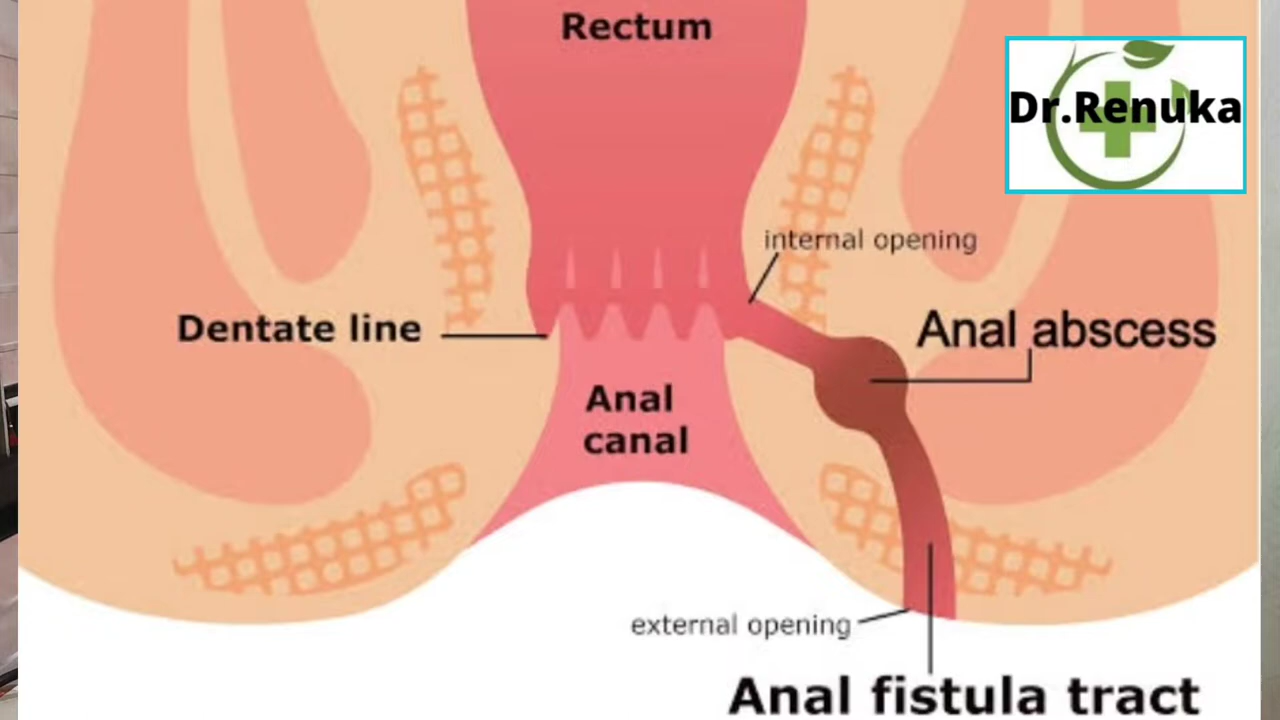 Rectum
Dr.Renuka
internal opening
Dentate line
Anal abscess
Anal
canal
external opening
Anal fistula tract